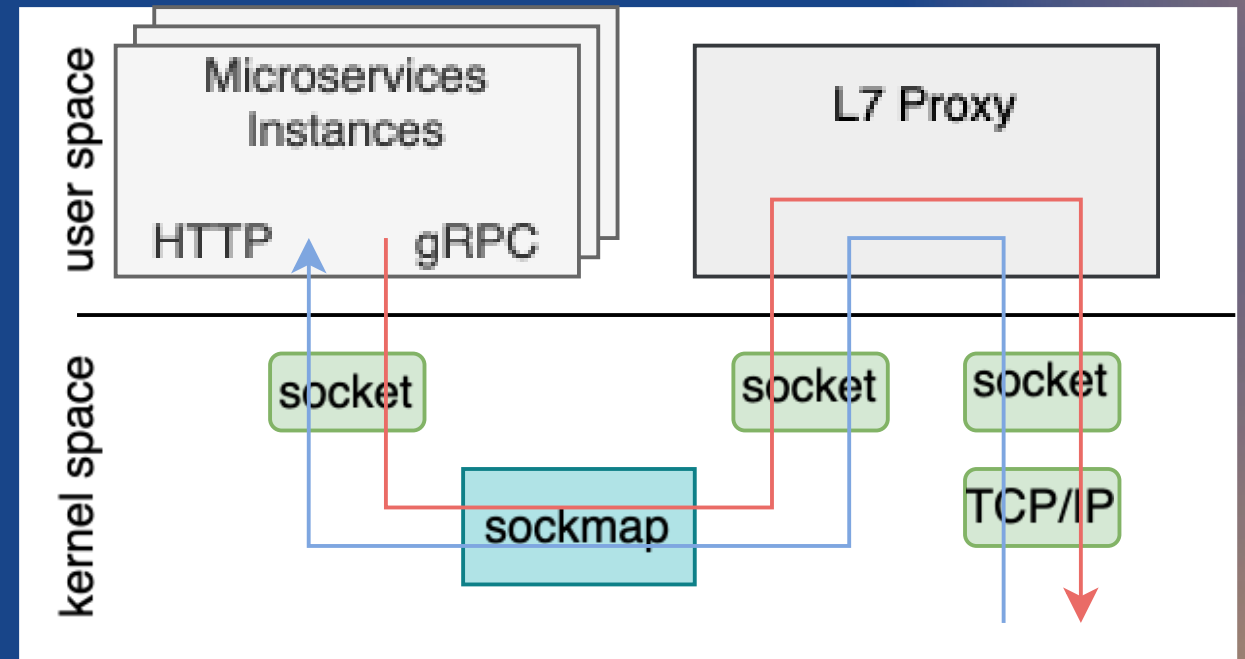 user space
Microservices
Instances
HTTP
gRPC
L7 Proxy
kernel space
socket
socket
socket
sockmap
TCP/IP